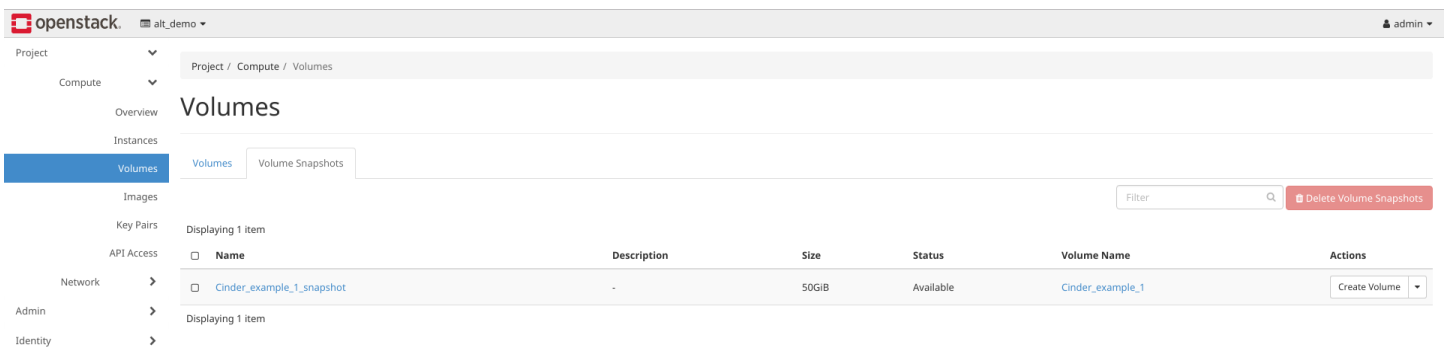 openstack. alt_demo admin
Project
Project / Compute / Volumes
Compute
Overview
Volumes
Instances
Volumes
Volumes Volume Snapshots
Images
Filter Delete Volume Snapshots
Key Pairs
Displaying 1 item
API Access
Name Description Size Status Volume Name Actions
Network
Cinder_example_1_snapshot - 50GiB Available Cinder_example_1 Create Volume
Admin
Displaying 1 item
Identity